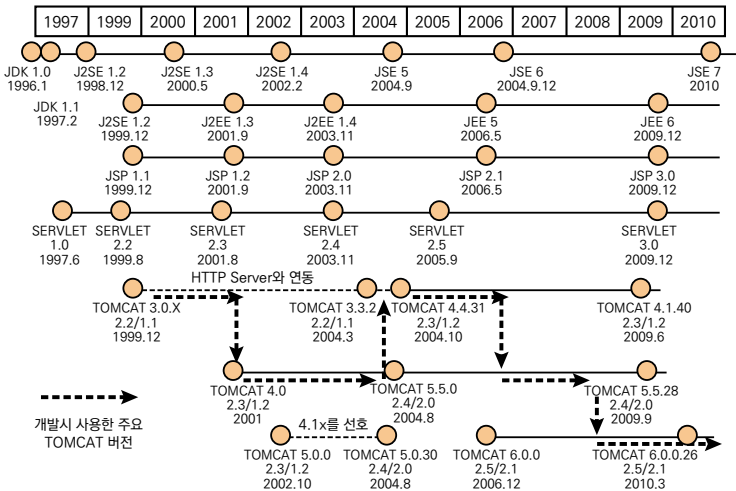 1997 1999 2000 2001 2002 2003 2004 2005 2006 2007 2008 2009 2010
JDK 1.0 J2SE 1.2 J2SE 1.3 J2SE 1.4 JSE 5 JSE 6 JSE 7
1996.1 1998.12 2000.5 2002.2 2004.9 2004.9.12 2010
JDK 1.1
1997.2
J2SE 1.2 J2EE 1.3 J2EE 1.4 JEE 5 JEE 6
1999.12 2001.9 2003.11 2006.5 2009.12
JSP 1.1 JSP 1.2 JSP 2.0 JSP 2.1 JSP 3.0
1999.12 2001.9 2003.11 2006.5 2009.12
SERVLET SERVLET SERVLET SERVLET SERVLET SERVLET
1.0 2.2 2.3 2.4 2.5 3.0
1997.6 1999.8 2001.8 2003.11 2005.9 2009.12
HTTP Server와 연동
TOMCAT 3.0.X TOMCAT 3.3.2 TOMCAT 4.4.31 TOMCAT 4.1.40
2.2/1.1 2.2/1.1 2.3/1.2 2.3/1.2
1999.12 2004.3 2004.10 2009.6
TOMCAT 4.0 TOMCAT 5.5.0 TOMCAT 5.5.28
2.3/1.2 2.4/2.0 2.4/2.0
2001 2004.8 2009.9
개발시 사용한 주요
TOMCAT 버전
4.1x를 선호
TOMCAT 5.0.0 TOMCAT 5.0.30 TOMCAT 6.0.0 TOMCAT 6.0.0.26
2.3/1.2 2.4/2.0 2.5/2.1 2.5/2.1
2002.10 2004.8 2006.12 2010.3